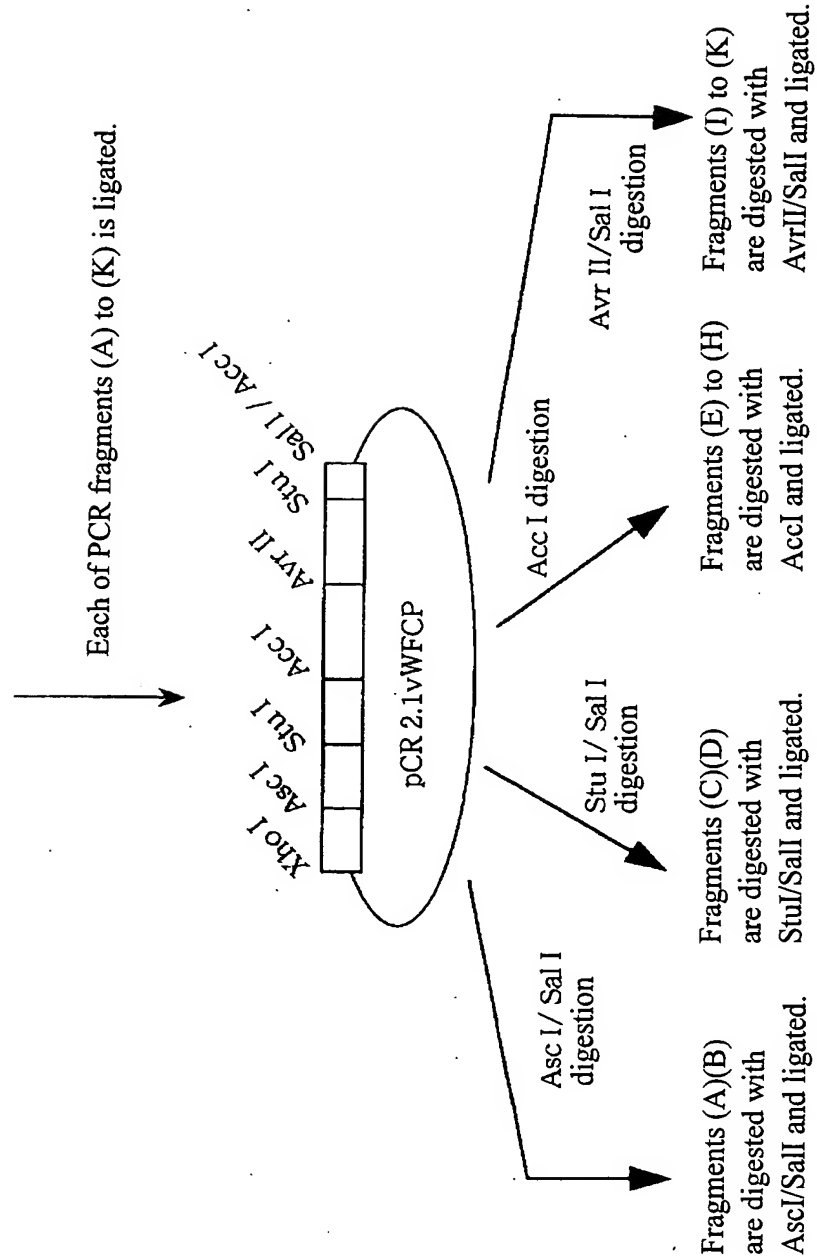 Each of PCR fragments (A) to (K) is ligated.
Xho I
Asc I
Stu I
Acc I
Avr II
Stu I
Sal I / Acc I
pCR 2.1vWFCP
Asc I/ Sal I
digestion
Stu I/ Sal I
digestion
Acc I digestion
Avr II/Sal I
digestion
Fragments (A)(B)
are digested with
AscI/SalI and ligated.
Fragments (C)(D)
are digested with
StuI/SalI and ligated.
Fragments (E) to (H)
are digested with
AccI and ligated.
Fragments (I) to (K)
are digested with
AvrII/SalI and ligated.